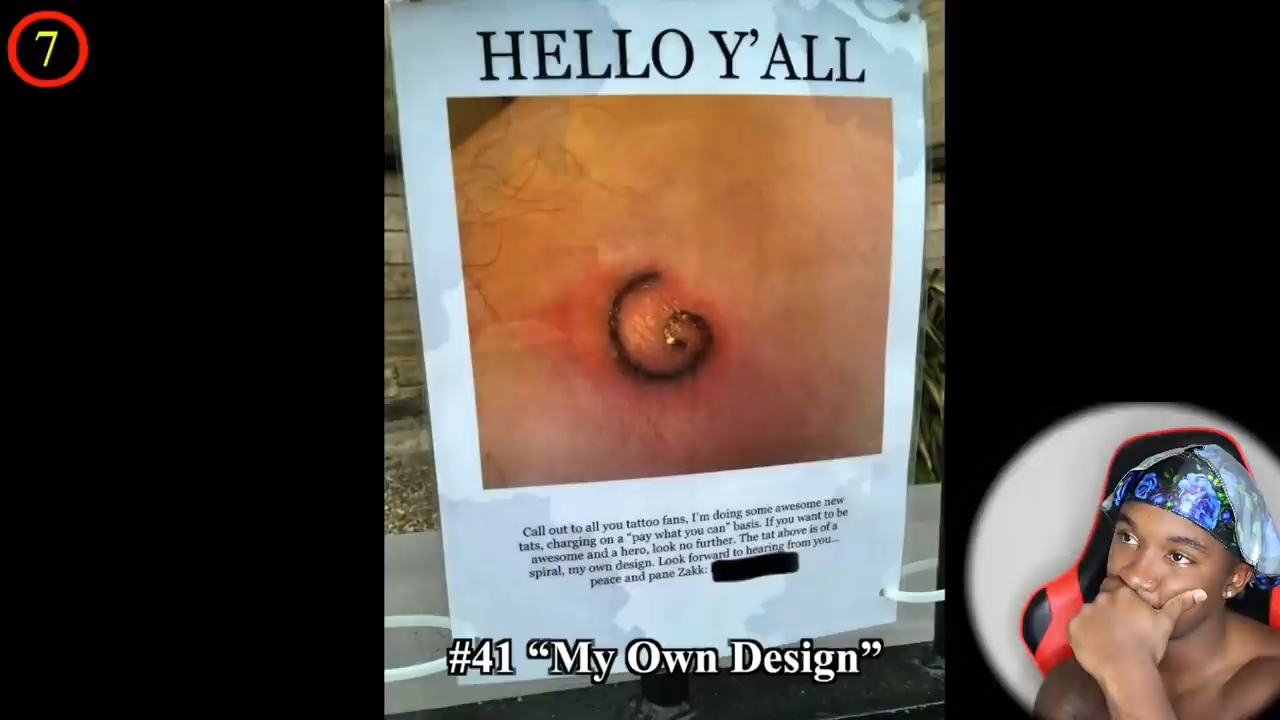 7
HELLO Y'ALL
Call out to all you tattoo fans, I'm doing some awesome new
tats, charging on a “pay what you can” basis. If you want to be
awesome and a hero, look no further. The tat above is of a
spiral, my own design. Look forward to hearing from you...
peace and pane Zakk:
#41 “My Own Design”